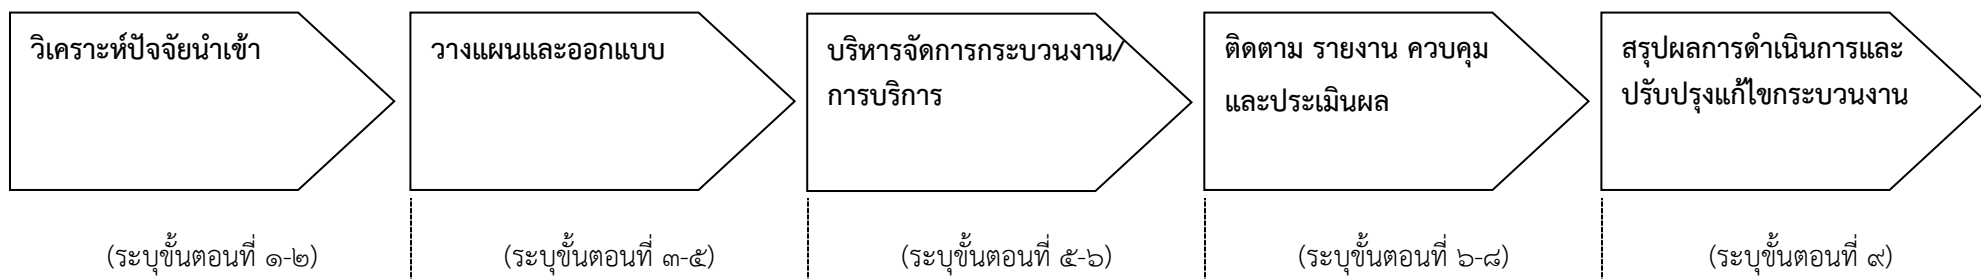 วิเคราะห์ปัจจัยนำเข้า
วางแผนและออกแบบ
บริหารจัดการกระบวนงาน/
การบริการ
ติดตาม รายงาน ควบคุม
และประเมินผล
สรุปผลการดำเนินการและ
ปรับปรุงแก้ไขกระบวนงาน
(ระบุขั้นตอนที่ ๑-๒)
(ระบุขั้นตอนที่ ๓-๕)
(ระบุขั้นตอนที่ ๕-๖)
(ระบุขั้นตอนที่ ๖-๘)
(ระบุขั้นตอนที่ ๙)